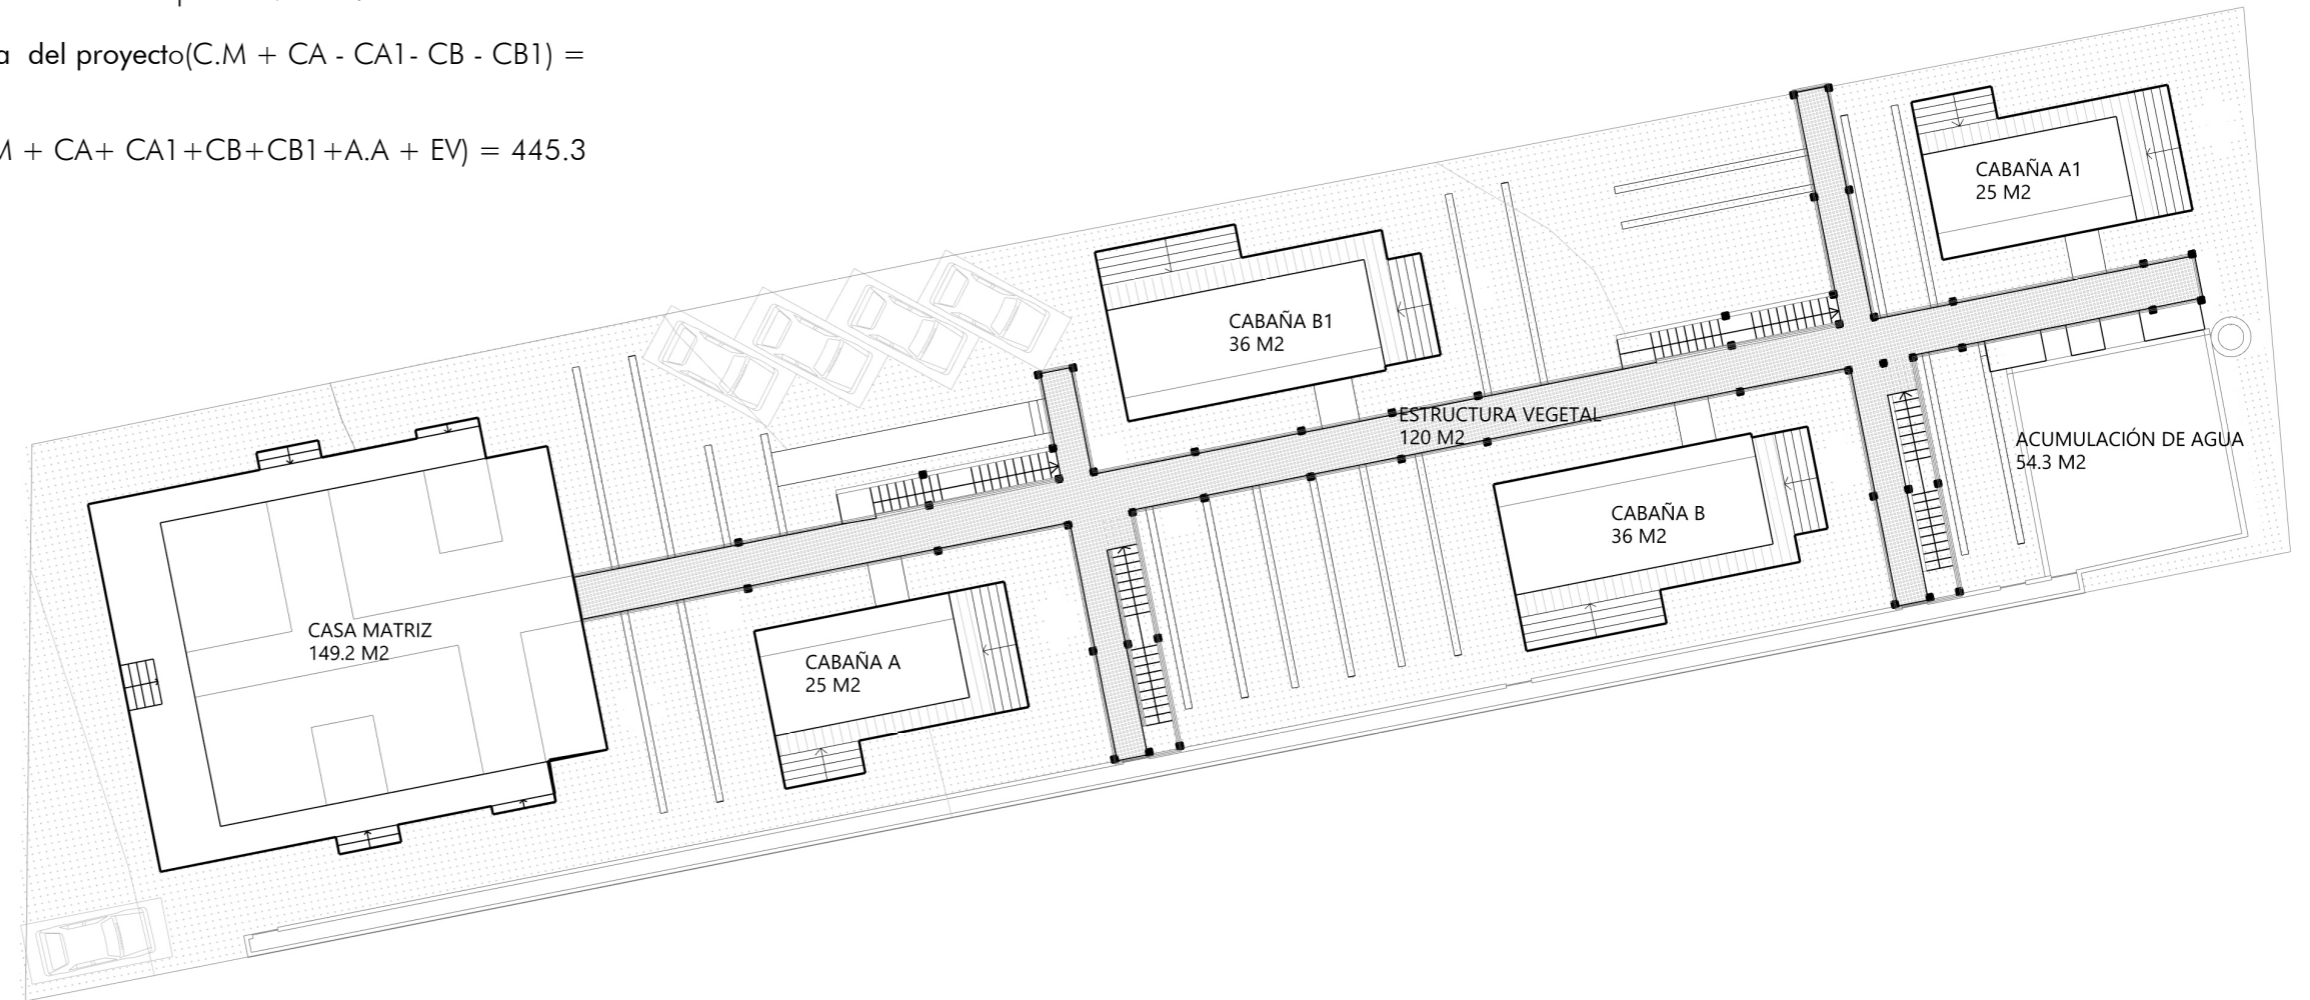 a del proyecto(C.M + CA - CA1- CB - CB1) =
M + CA+ CA1+CB+CB1+A.A + EV) = 445.3
CABAÑA A1
25 M2
CABAÑA B1
36 M2
ESTRUCTURA VEGETAL
120 M2
ACUMULACIÓN DE AGUA
54.3 M2
CABAÑA B
36 M2
CASA MATRIZ
149.2 M2
CABAÑA A
25 M2